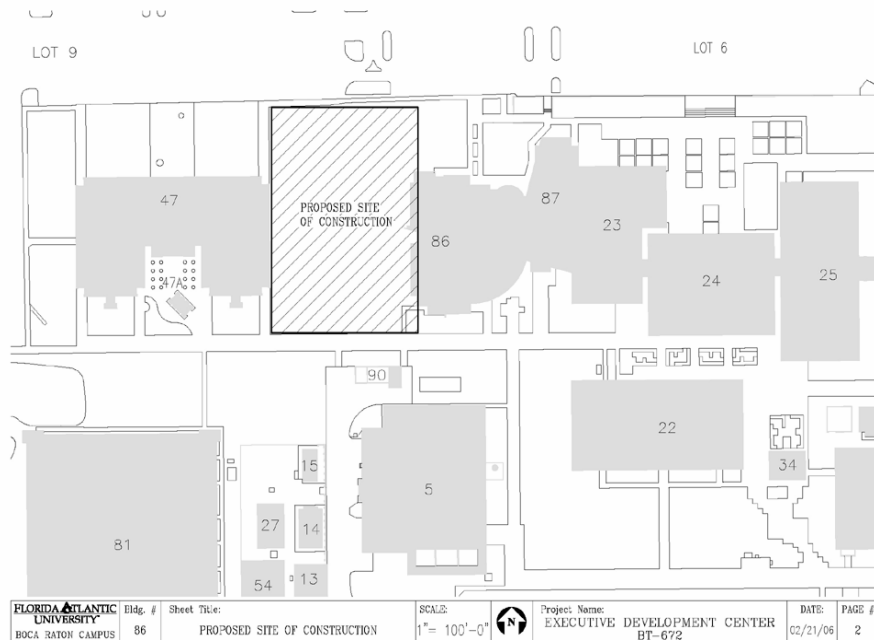 LOT 9
LOT 6
47
PROPOSED SITE
OF CONSTRUCTION
87
23
86
47A
24
25
90
22
15
5
34
27
14
81
54
13
FLORIDA ATLANTIC
UNIVERSITY
BOCA RATON CAMPUS
Bldg. #
86
Sheet Title:
PROPOSED SITE OF CONSTRUCTION
SCALE:
1"= 100'-0"
N
Project Name:
EXECUTIVE DEVELOPMENT CENTER
BT-672
DATE:
02/21/06
PAGE #
2